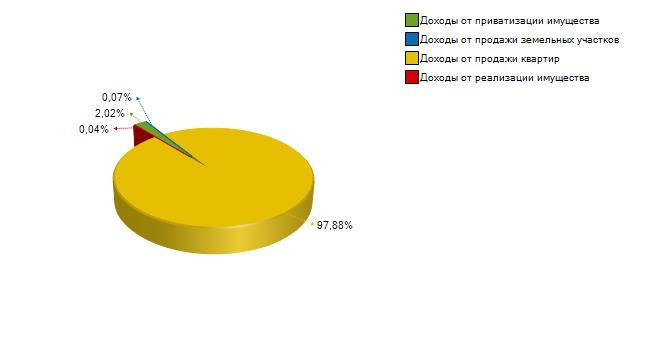 Доходы от приватизации имущества
Доходы от продажи земельных участков
Доходы от продажи квартир
Доходы от реализации имущества
0,07%
2,02%
0,04%
97,88%